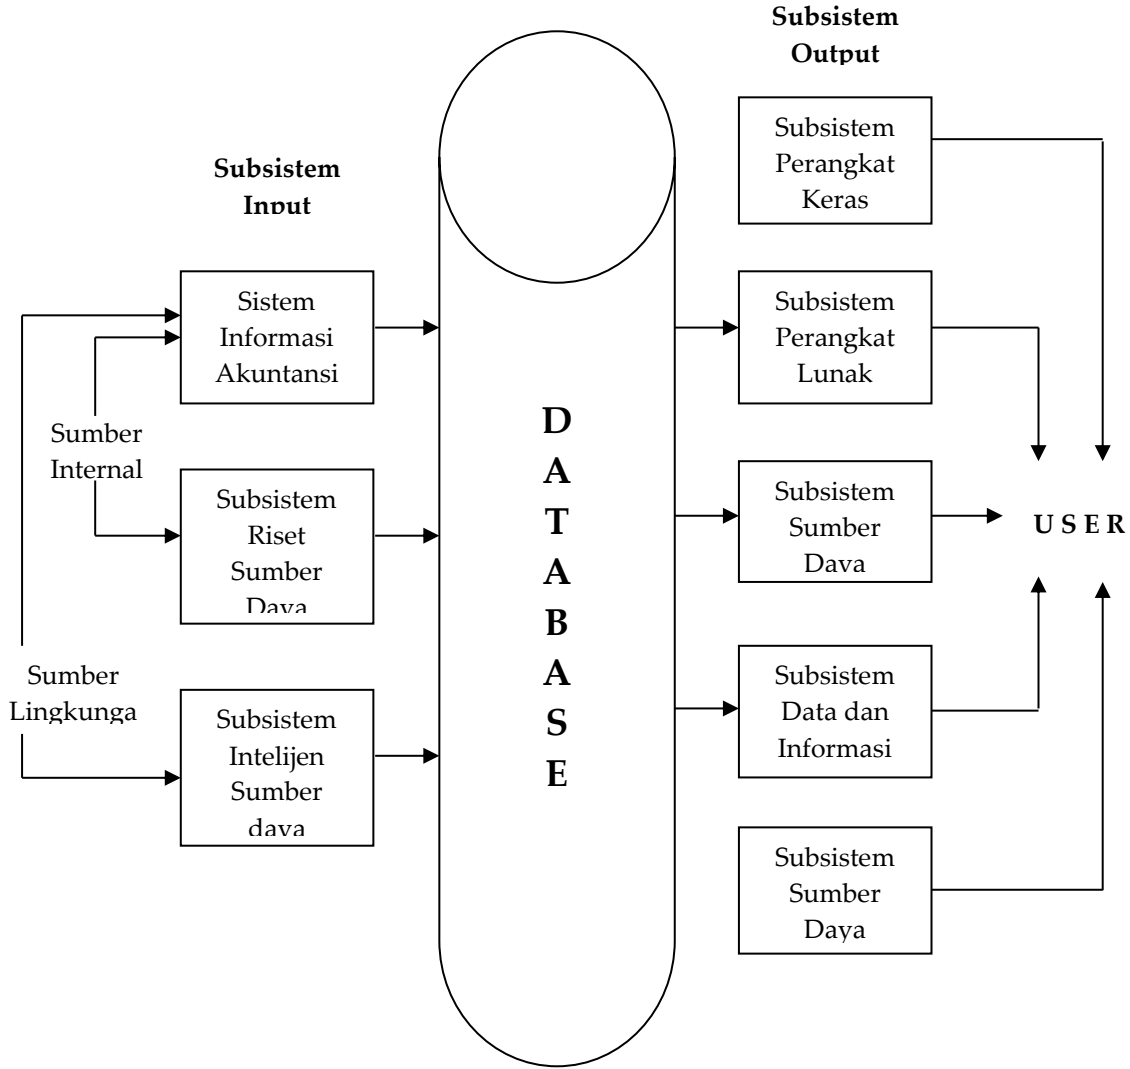 Subsistem
Output
Subsistem
Perangkat
Keras
Subsistem
Input
Sistem
Informasi
Akuntansi
Subsistem
Perangkat
Lunak
Sumber
Internal
D
A
T
A
B
A
S
E
Subsistem
Riset
Sumber
Daya
Subsistem
Sumber
Daya
U S E R
Sumber
Lingkunga
Subsistem
Intelijen
Sumber
daya
Subsistem
Data dan
Informasi
Subsistem
Sumber
Daya